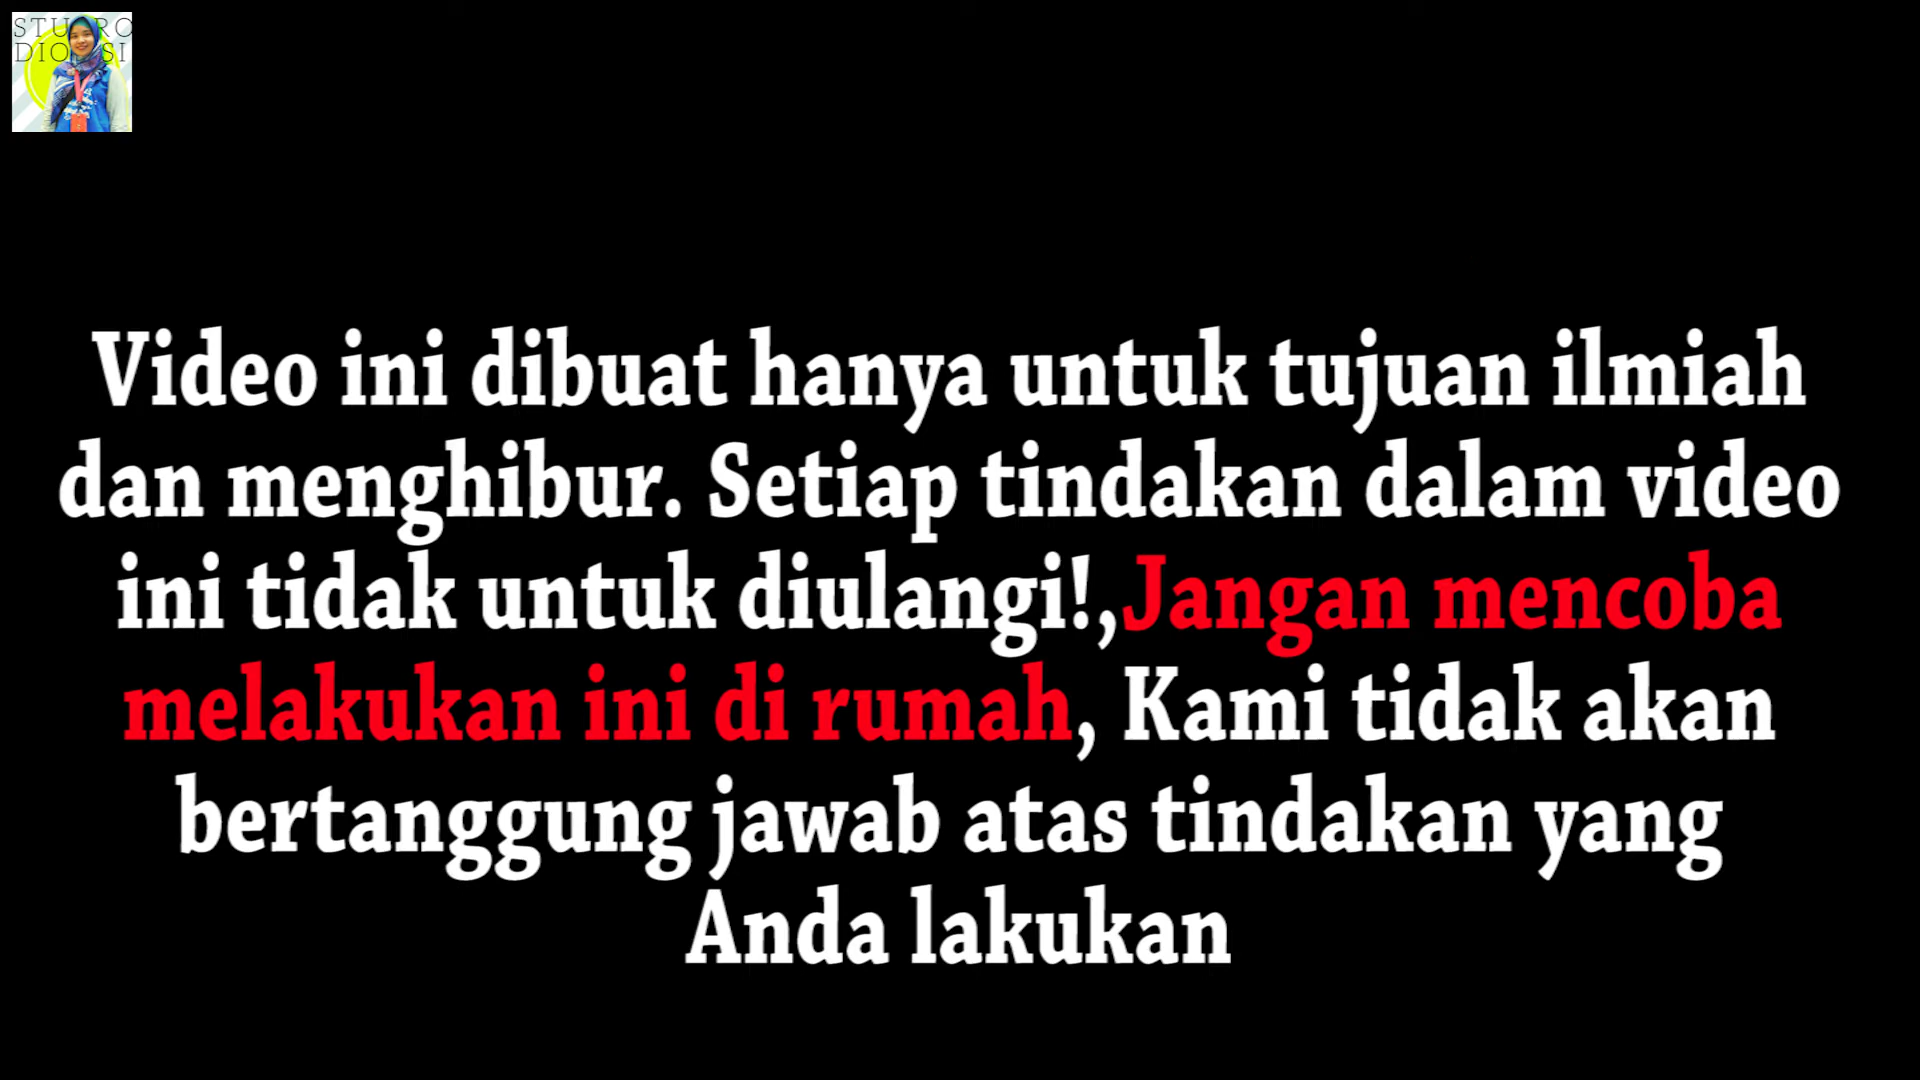 Video ini dibuat hanya untuk tujuan ilmiah
dan menghibur. Setiap tindakan dalam video
ini tidak untuk diulangi!,Jangan mencoba
melakukan ini di rumah, Kami tidak akan
bertanggung jawab atas tindakan yang
Anda lakukan